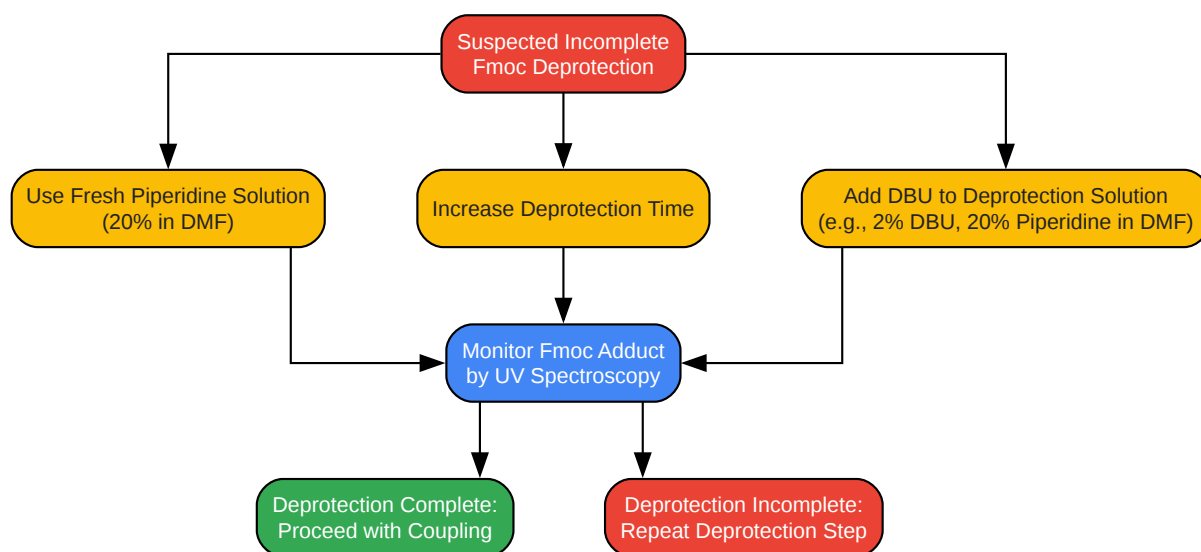 Suspected Incomplete
Fmoc Deprotection
Use Fresh Piperidine Solution
(20% in DMF)
Increase Deprotection Time
Add DBU to Deprotection Solution
(e.g., 2% DBU, 20% Piperidine in DMF)
Monitor Fmoc Adduct
by UV Spectroscopy
Deprotection Complete:
Proceed with Coupling
Deprotection Incomplete:
Repeat Deprotection Step